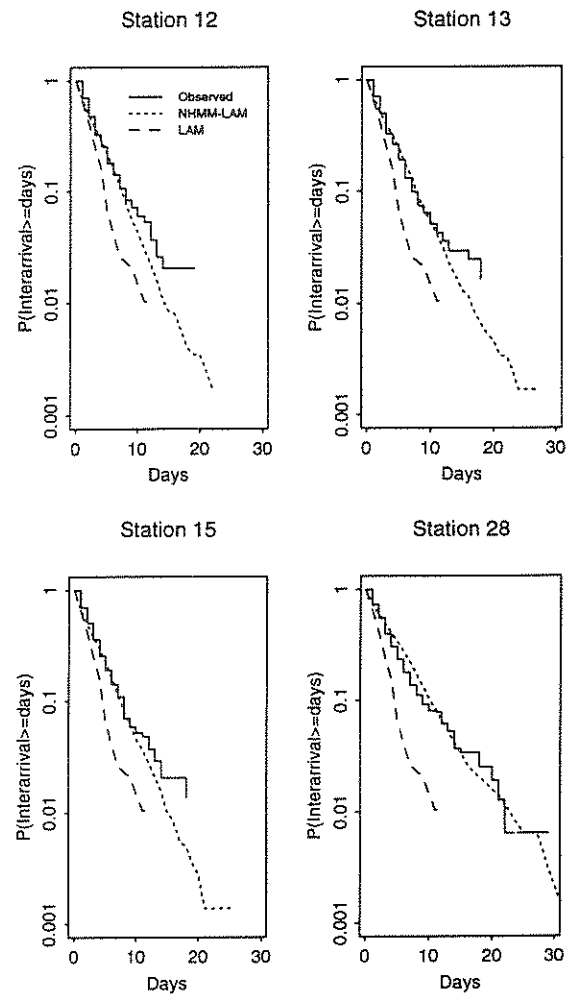 Station 12
P(Interarrival>=days)
1
0.1
0.01
0.001
Observed
NHMM-LAM
LAM
0 10 20 30
Days
Station 13
P(Interarrival>=days)
1
0.1
0.01
0.001
0 10 20 30
Days
Station 15
P(Interarrival>=days)
1
0.1
0.01
0.001
0 10 20 30
Days
Station 28
P(Interarrival>=days)
1
0.1
0.01
0.001
0 10 20 30
Days